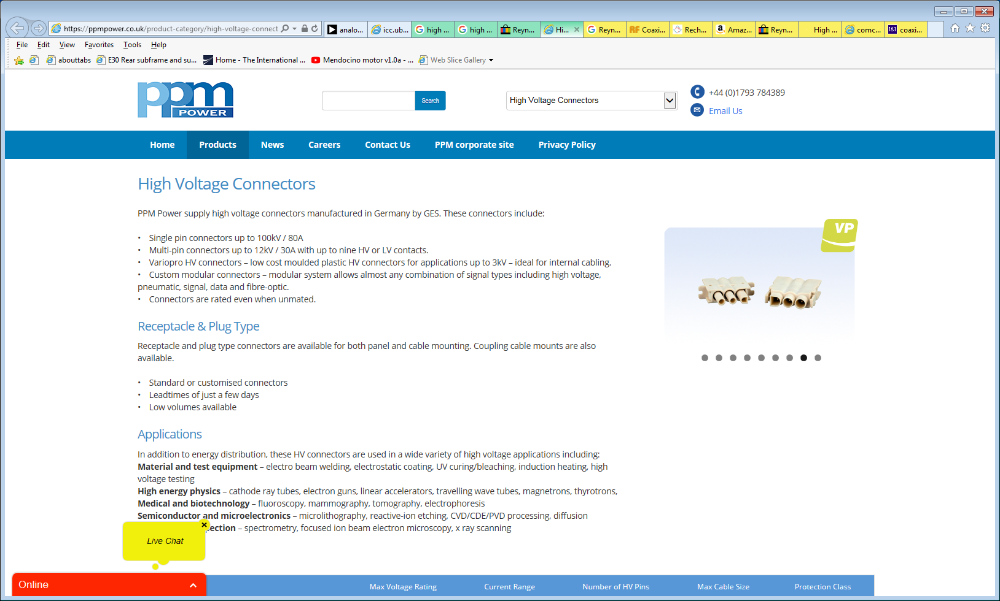 https://ppmpower.co.uk/product-category/high-voltage-connect
analo...
icc.ub...
high ...
high ...
Reyn...
Hi...
Reyn...
Coaxi...
Rech...
Amaz...
Reyn...
High ...
comc...
coaxi...
File Edit View Favorites Tools Help
abouttabs
E30 Rear subframe and su...
Home - The International ...
Mendocino motor v1.0a - ...
Web Slice Gallery
ppm
POWER
Search
High Voltage Connectors
+44 (0)1793 784389
Email Us
Home Products News Careers Contact Us PPM corporate site Privacy Policy
High Voltage Connectors
PPM Power supply high voltage connectors manufactured in Germany by GES. These connectors include:
• Single pin connectors up to 100kV / 80A
• Multi-pin connectors up to 12kV / 30A with up to nine HV or LV contacts.
• Variopro HV connectors – low cost moulded plastic HV connectors for applications up to 3kV – ideal for internal cabling.
• Custom modular connectors – modular system allows almost any combination of signal types including high voltage,
pneumatic, signal, data and fibre-optic.
• Connectors are rated even when unmated.
VP
Receptacle & Plug Type
Receptacle and plug type connectors are available for both panel and cable mounting. Coupling cable mounts are also
available.
• Standard or customised connectors
• Leadtimes of just a few days
• Low volumes available
Applications
In addition to energy distribution, these HV connectors are used in a wide variety of high voltage applications including:
Material and test equipment – electro beam welding, electrostatic coating, UV curing/bleaching, induction heating, high
voltage testing
High energy physics – cathode ray tubes, electron guns, linear accelerators, travelling wave tubes, magnetrons, thyrotrons,
Medical and biotechnology – fluoroscopy, mammography, tomography, electrophoresis
Semiconductor and microelectronics – microlithography, reactive-ion etching, CVD/CDE/PVD processing, diffusion
pection – spectrometry, focused ion beam electron microscopy, x ray scanning
Live Chat
Online
Max Voltage Rating Current Range Number of HV Pins Max Cable Size Protection Class